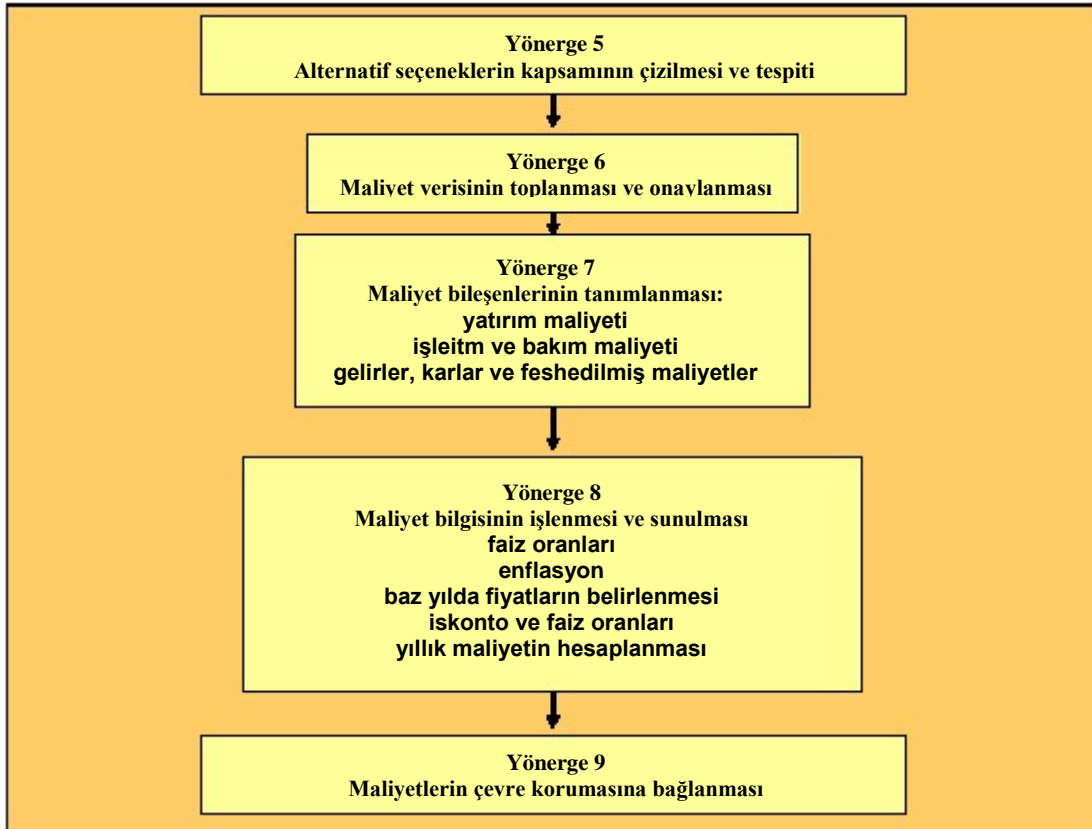 Yönerge 5
Alternatif seçeneklerin kapsamının çizilmesi ve tespiti
Yönerge 6
Maliyet verisinin toplanması ve onaylanması
Yönerge 7
Maliyet bileşenlerinin tanımlanması:
yatırım maliyeti
işleitm ve bakım maliyeti
gelirler, karlar ve feshedilmiş maliyetler
Yönerge 8
Maliyet bilgisinin işlenmesi ve sunulması
faiz oranları
enflasyon
baz yılda fiyatların belirlenmesi
iskonto ve faiz oranları
yıllık maliyetin hesaplanması
Yönerge 9
Maliyetlerin çevre korumasına bağlanması